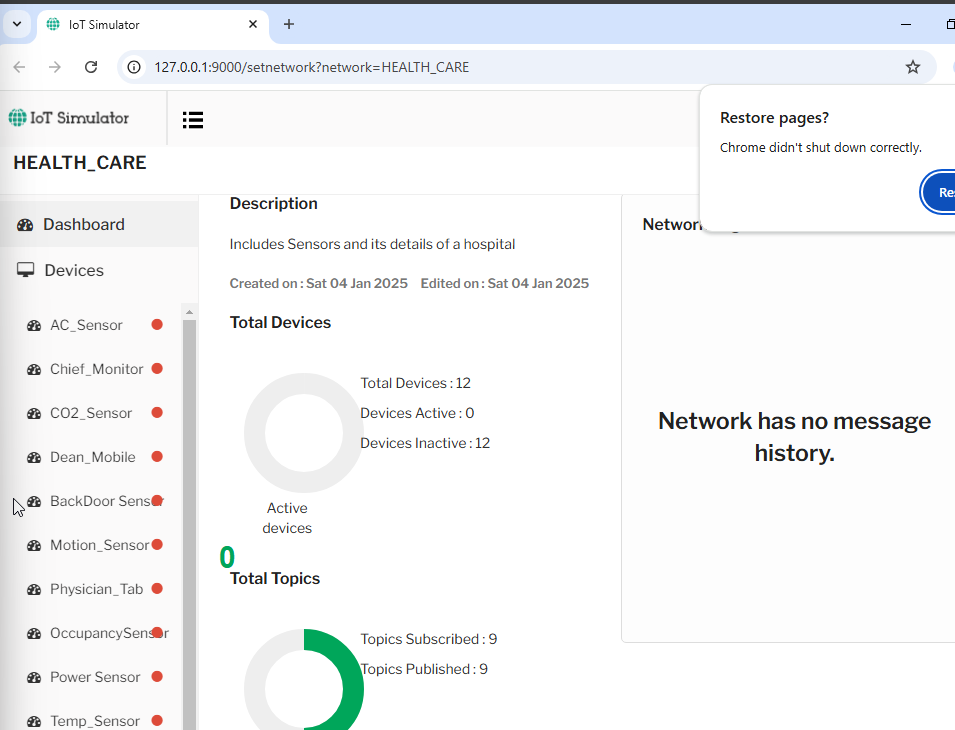 IoT Simulator
127.0.0.1:9000/setnetwork?network=HEALTH_CARE
Restore pages?
Chrome didn't shut down correctly.
IoT Simulator
HEALTH_CARE
Dashboard
Devices
AC_Sensor
Chief_Monitor
CO2_Sensor
Dean_Mobile
BackDoor Sensor
Motion_Sensor
Physician_Tab
OccupancySensor
Power Sensor
Temp_Sensor
Description
Includes Sensors and its details of a hospital
Created on : Sat 04 Jan 2025 Edited on : Sat 04 Jan 2025
Total Devices
Total Devices : 12
Devices Active : 0
Devices Inactive : 12
Active
devices
0
Total Topics
Topics Subscribed : 9
Topics Published : 9
Network has no message
history.